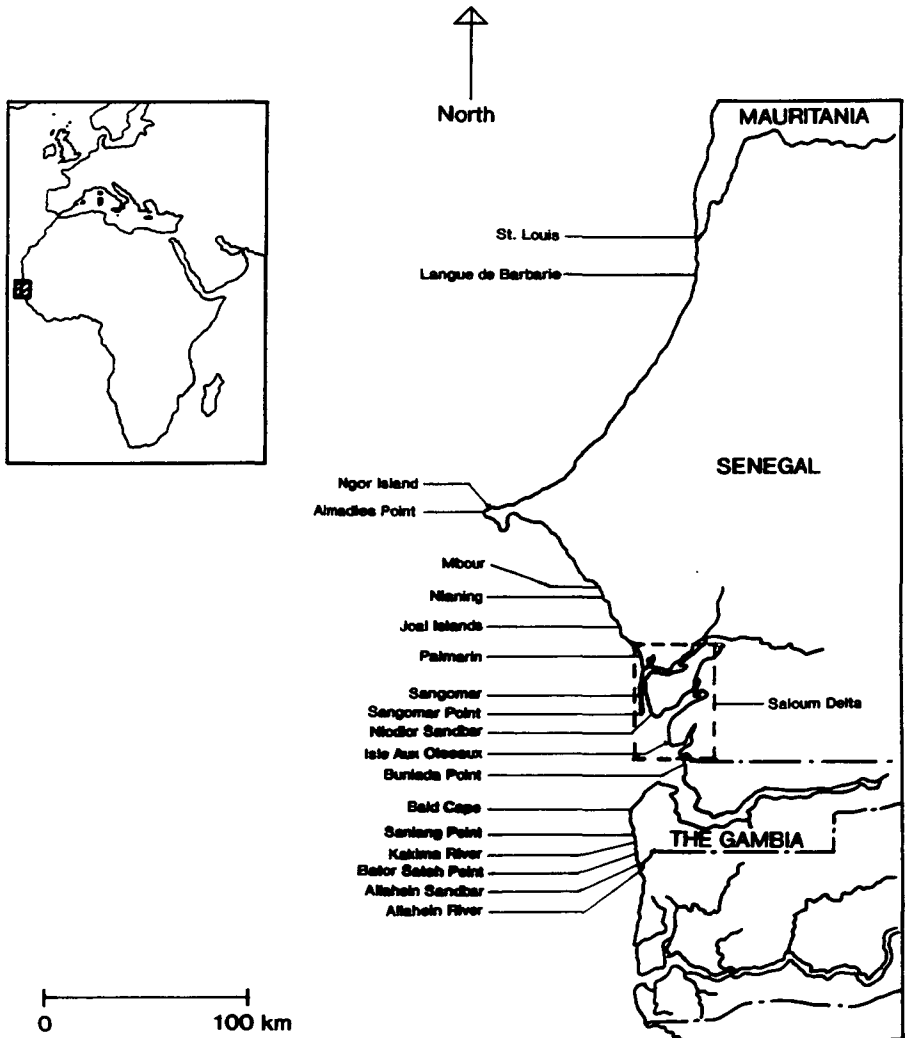 North
MAURITANIA
St. Louis
Langue de Barbarie
SENEGAL
Ngor Island
Almadies Point
Mbour
Nianing
Joal Islands
Palmarin
Sangomar
Saloum Delta
Sangomar Point
Niodior Sandbar
Isle Aux Oiseaux
Buniada Point
Bald Cape
Sanlang Point
THE GAMBIA
Kakima River
Bator Sateh Point
Allahein Sandbar
Allahein River
0 100 km